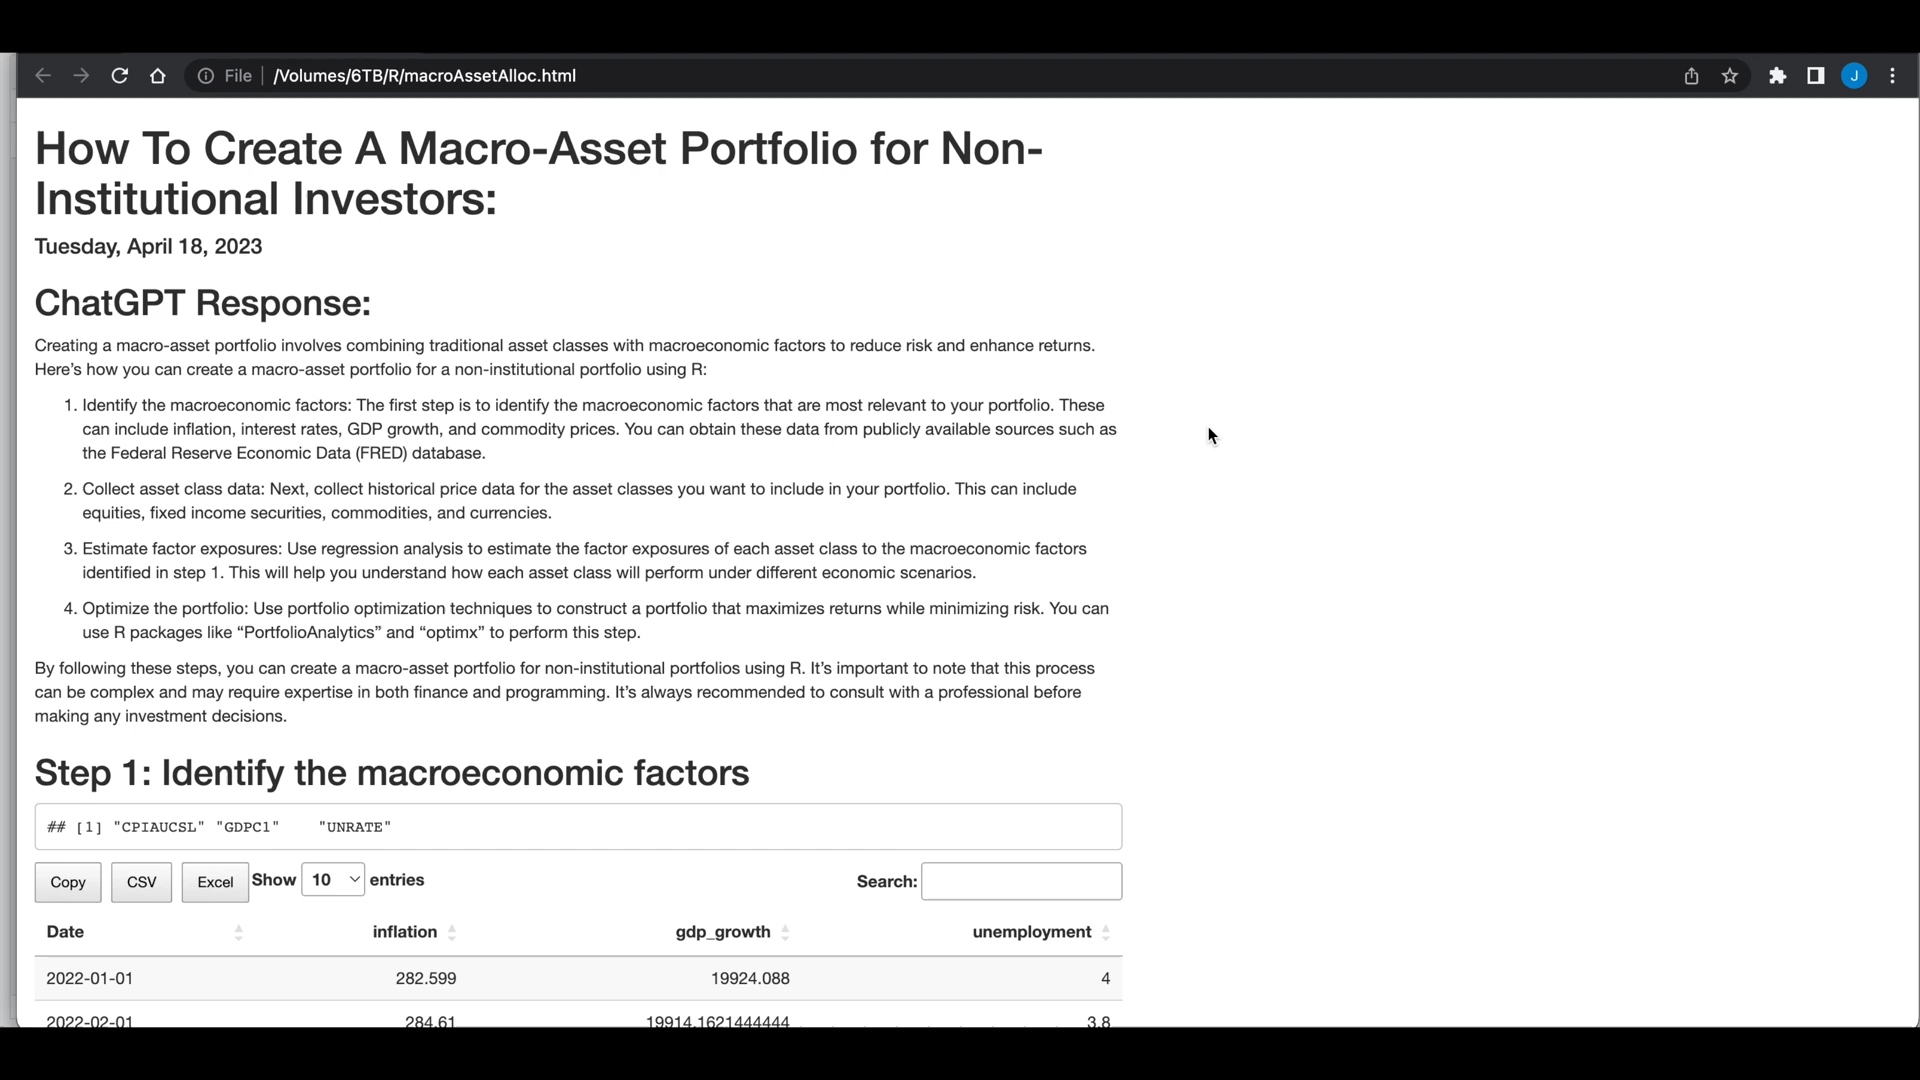 File /Volumes/6TB/R/macroAssetAlloc.html
J
How To Create A Macro-Asset Portfolio for Non-
Institutional Investors:
Tuesday, April 18, 2023
ChatGPT Response:
Creating a macro-asset portfolio involves combining traditional asset classes with macroeconomic factors to reduce risk and enhance returns.
Here’s how you can create a macro-asset portfolio for a non-institutional portfolio using R:
1. Identify the macroeconomic factors: The first step is to identify the macroeconomic factors that are most relevant to your portfolio. These
can include inflation, interest rates, GDP growth, and commodity prices. You can obtain these data from publicly available sources such as
the Federal Reserve Economic Data (FRED) database.
2. Collect asset class data: Next, collect historical price data for the asset classes you want to include in your portfolio. This can include
equities, fixed income securities, commodities, and currencies.
3. Estimate factor exposures: Use regression analysis to estimate the factor exposures of each asset class to the macroeconomic factors
identified in step 1. This will help you understand how each asset class will perform under different economic scenarios.
4. Optimize the portfolio: Use portfolio optimization techniques to construct a portfolio that maximizes returns while minimizing risk. You can
use R packages like “PortfolioAnalytics” and “optimx” to perform this step.
By following these steps, you can create a macro-asset portfolio for non-institutional portfolios using R. It’s important to note that this process
can be complex and may require expertise in both finance and programming. It’s always recommended to consult with a professional before
making any investment decisions.
Step 1: Identify the macroeconomic factors
## [1] "CPIAUCSL" "GDPC1" "UNRATE"
Copy CSV Excel Show 10 entries Search:
Date inflation gdp_growth unemployment
2022-01-01 282.599 19924.088 4
2022-02-01 284.61 19914.1621444444 3.8